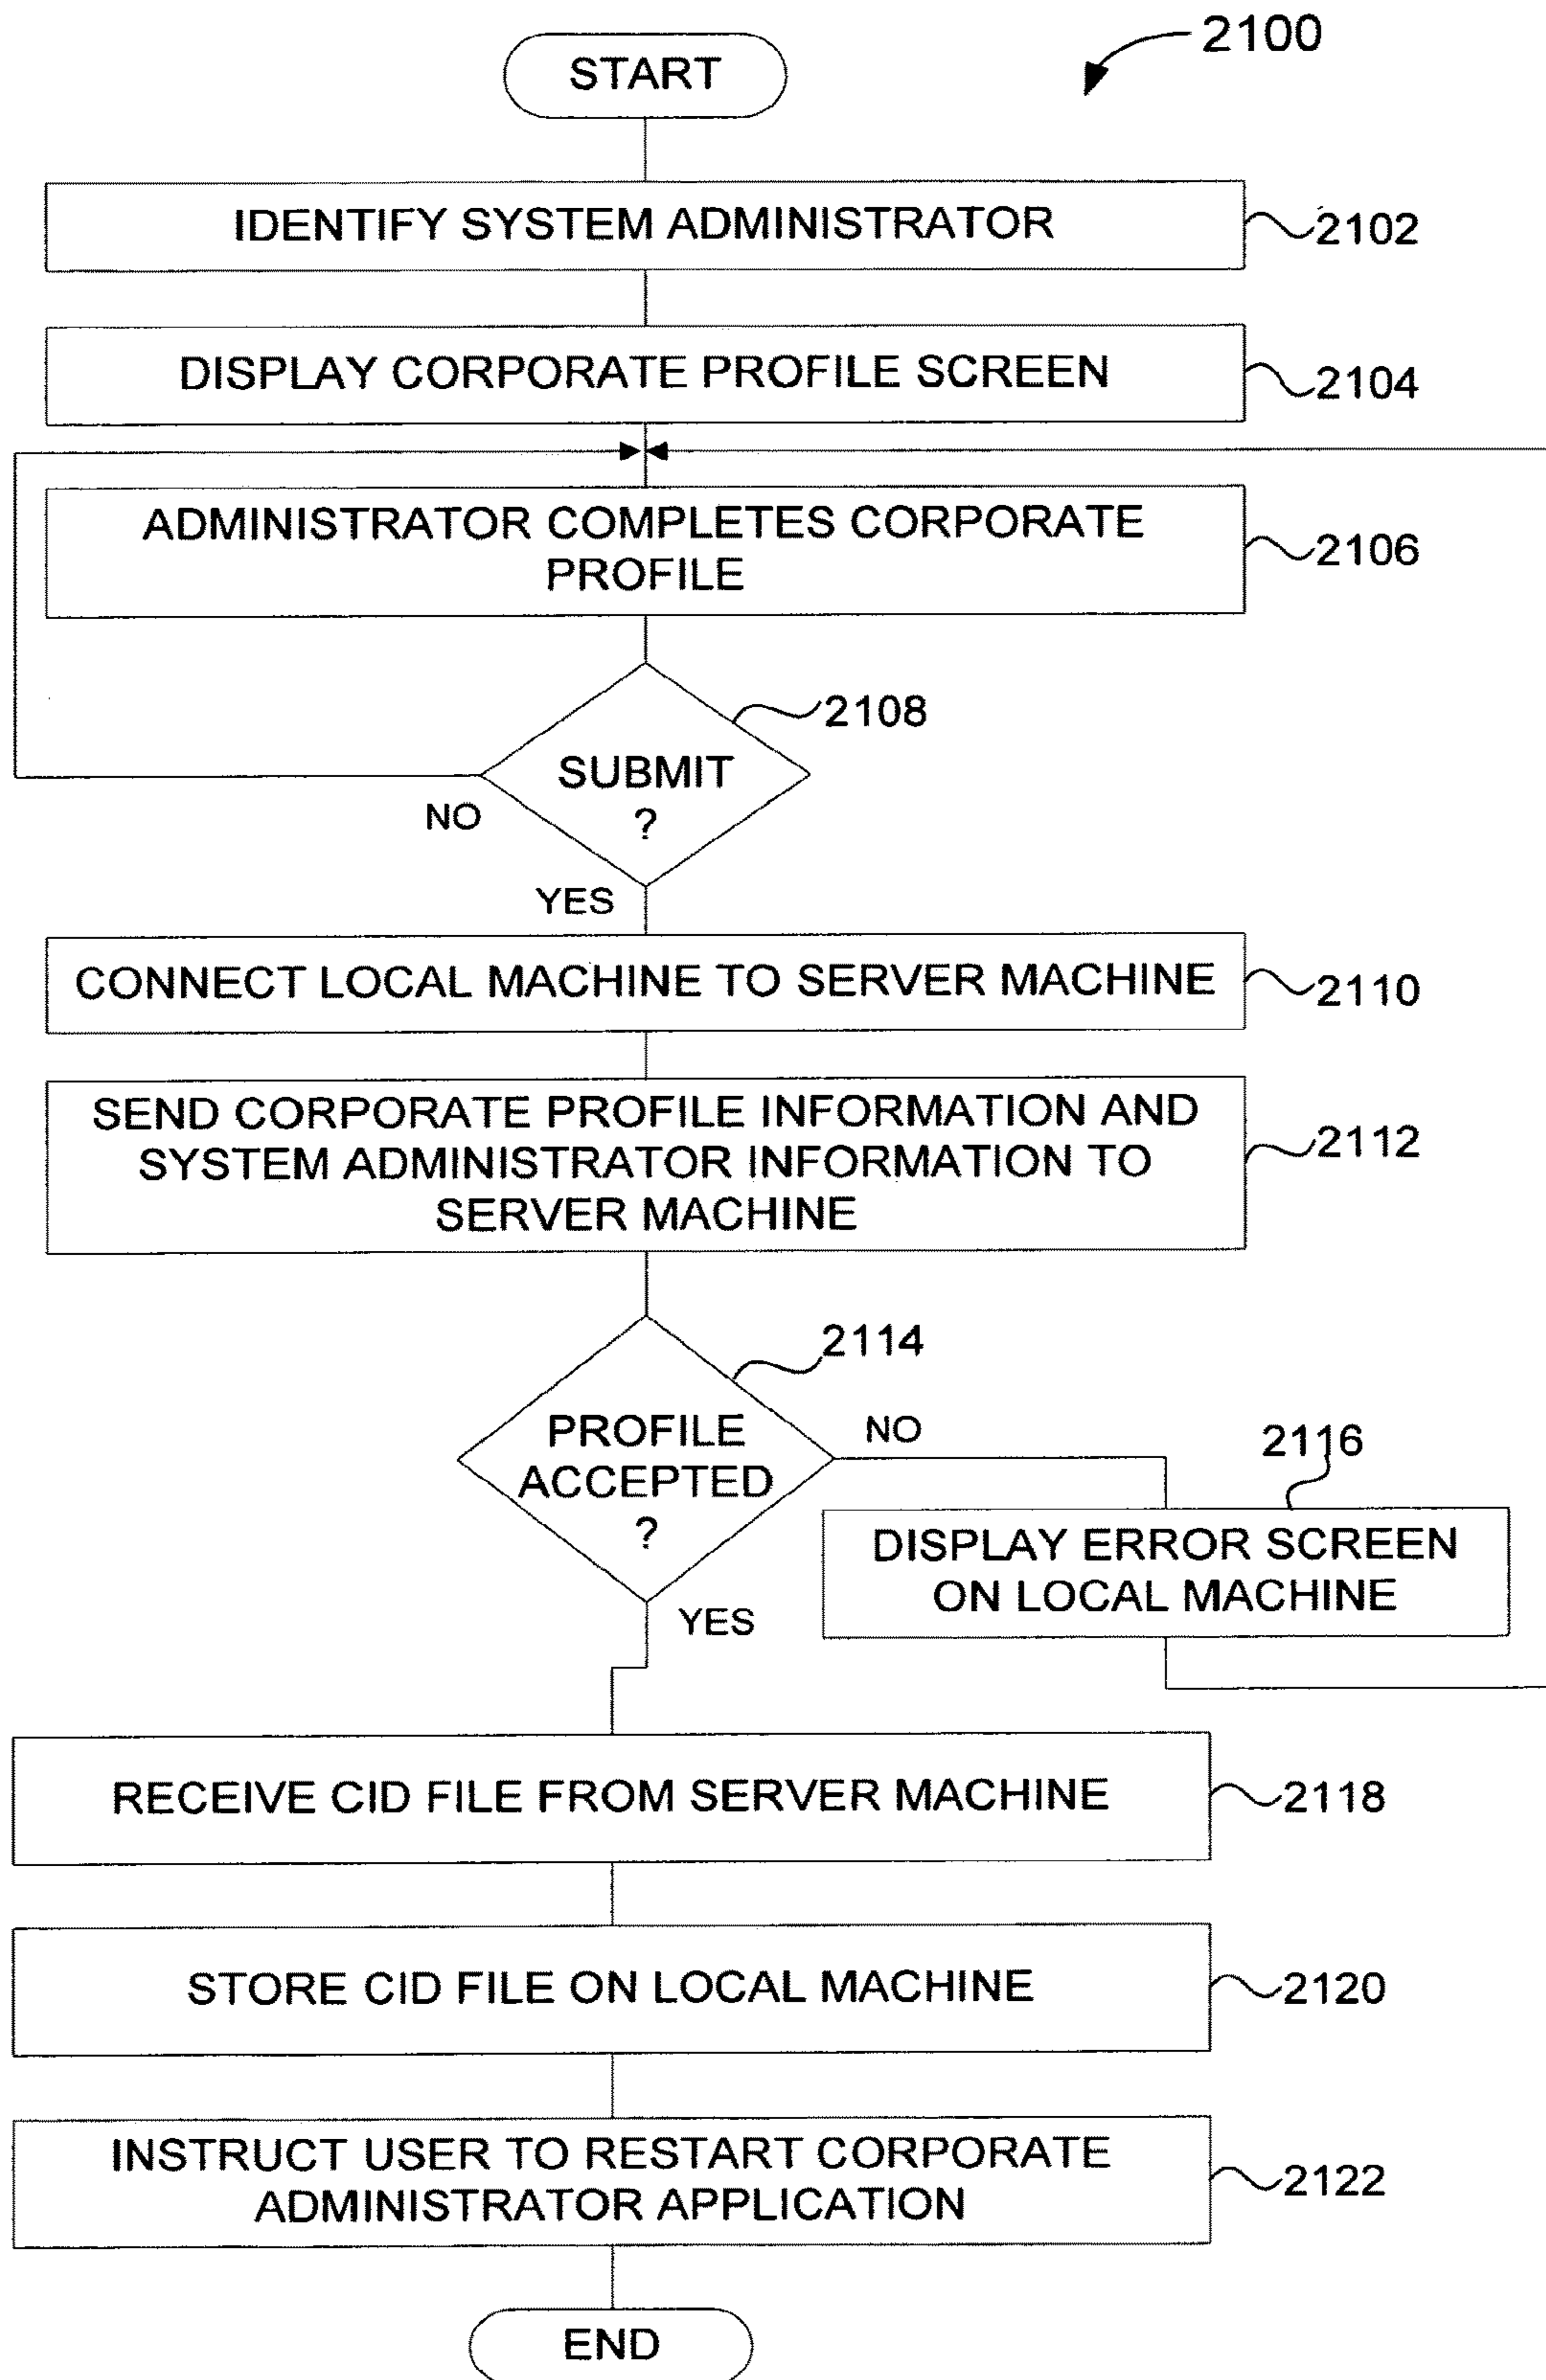 2100
START
IDENTIFY SYSTEM ADMINISTRATOR
2102
DISPLAY CORPORATE PROFILE SCREEN
2104
ADMINISTRATOR COMPLETES CORPORATE
PROFILE
2106
2108
SUBMIT
?
NO
YES
CONNECT LOCAL MACHINE TO SERVER MACHINE
2110
SEND CORPORATE PROFILE INFORMATION AND
SYSTEM ADMINISTRATOR INFORMATION TO
SERVER MACHINE
2112
2114
PROFILE
ACCEPTED
?
NO
2116
DISPLAY ERROR SCREEN
ON LOCAL MACHINE
YES
RECEIVE CID FILE FROM SERVER MACHINE
2118
STORE CID FILE ON LOCAL MACHINE
2120
INSTRUCT USER TO RESTART CORPORATE
ADMINISTRATOR APPLICATION
2122
END